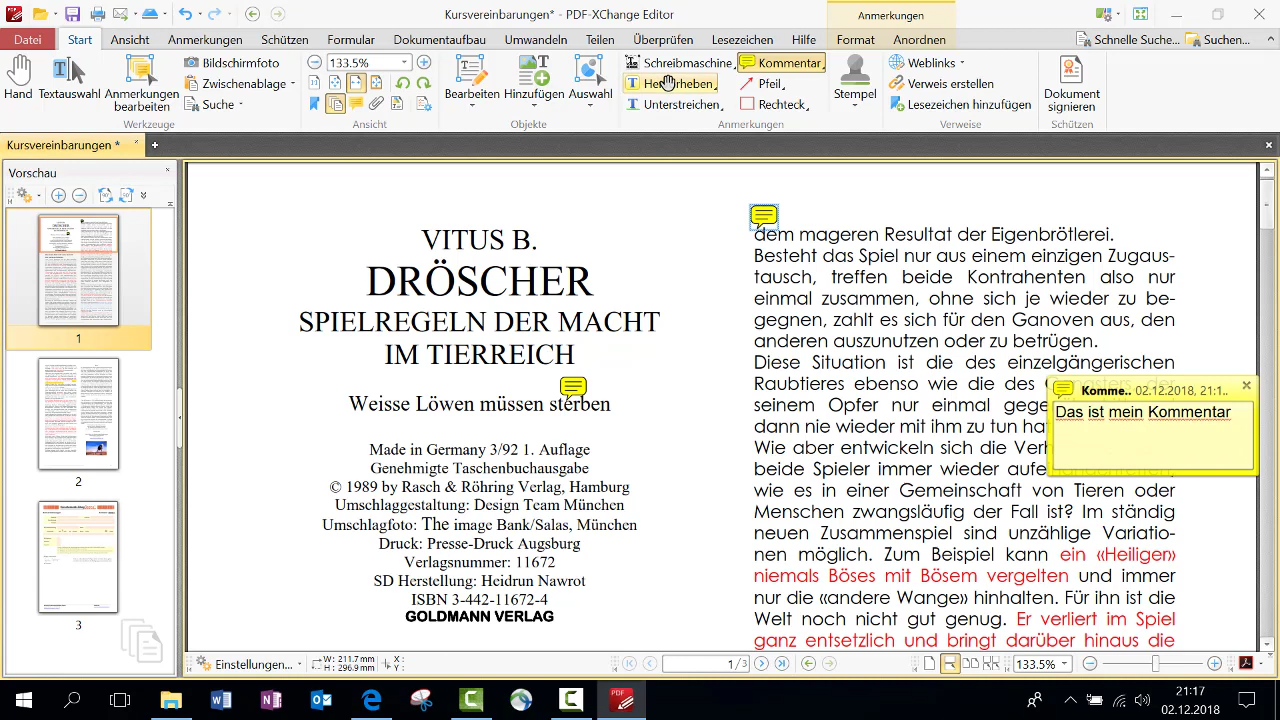 Kursvereinbarungen* - PDF-XChange Editor
Anmerkungen
Datei
Start
Ansicht
Anmerkungen
Schützen
Formular
Dokumentaufbau
Umwandeln
Teilen
Überprüfen
Lesezeichen
Hilfe
Format
Anordnen
Schnelle Suche...
Suchen...
Hand
Textauswahl
Anmerkungen bearbeiten
Bildschirmfoto
Zwischenablage
Suche
Werkzeuge
133.5%
Ansicht
Bearbeiten
Hinzufügen
Auswahl
Objekte
Schreibmaschine
Unterstreichen
Kommentar
Pfeil
Rechteck
Anmerkungen
Stempel
Weblinks
Verweis erstellen
Lesezeichen hinzufügen
Verweise
Dokument signieren
Schützen
Kursvereinbarungen *
Vorschau
1
2
3
VITUS B.
DRÖSCHER
SPIELREGELN DER MACHT
IM TIERREICH
Weisse Löwen müssen sterben
Made in Germany 3/92 1. Auflage
Genehmigte Taschenbuchausgabe
© 1989 by Rasch & Röhring Verlag, Hamburg
Umschlaggestaltung: Design Team München
Umschlagfoto: The image Bank/Salas, München
Druck: Presse-Druck Augsburg
Verlagsnummer: 11672
SD Herstellung: Heidrun Nawrot
ISBN 3-442-11672-4
GOLDMANN VERLAG
dem mageren Resultat der Eigenbrötlerei.
Besteht das Spiel nur aus einem einzigen Zugaus-
tausch, treffen beide Kontrahenten also nur
einmal zusammen, ohne sich je wieder zu be-
gegnen, zahlt es sich für den Ganoven aus, den
anderen auszunutzen oder zu betrügen.
Diese Situation ist die des einzelgängerischen
Raubtieres ebenso wie die des
seinen Opfer nur einmal
dann nie wieder mit ihm zu tun
Wie aber entwickeln sich die
beide Spieler immer wieder
wie es in einer Gemeinschaft von Tieren oder
Menschen zwangsläufig der Fall ist? Im ständig
neuen Zusammenspiel sind unzählige Variatio-
nen möglich. Zum Beispiel kann ein «Heiliger»
niemals Böses mit Bösem vergelten und immer
nur die «andere Wange» hinhalten. Für ihn ist die
Welt noch nicht gut genug. Er verliert im Spiel
ganz entsetzlich und bringt darüber hinaus die
Komme.. 02.12.2018, 21:1..
Das ist mein Kommentar
Einstellungen...
W: 211.7mm
H: 296.9mm
X:
Y:
1/3
133.5%
21:17
02.12.2018